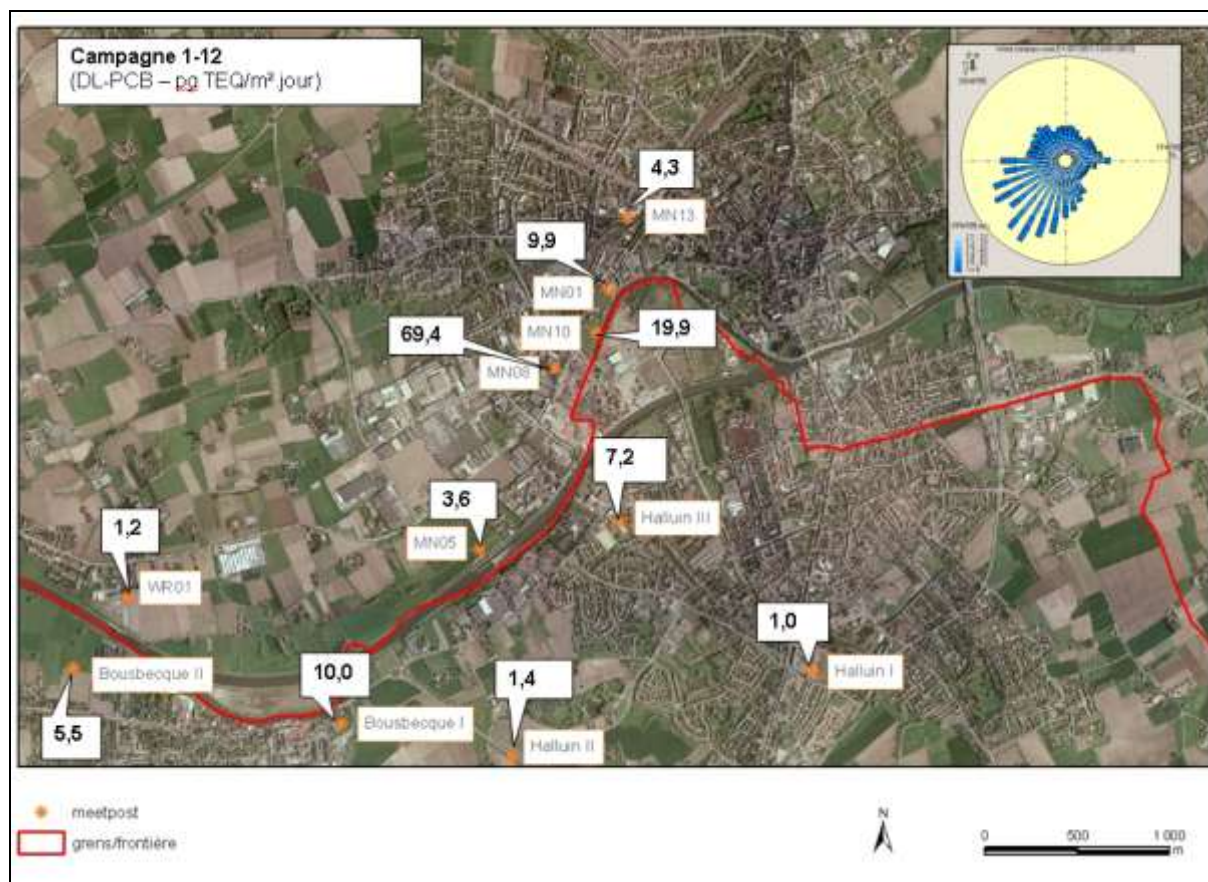 Campagne 1-12
(DL-PCB – pg TEQ/m².jour)
4,3
MN13
9,9
MN01
MN10
19,9
69,4
MN08
7,2
Halluin III
3,6
MN05
1,2
WR01
1,0
Halluin I
Bousbecque II
5,5
10,0
Bousbecque I
1,4
Halluin II
meetpost
grens/frontière
N
0 500 1 000
m